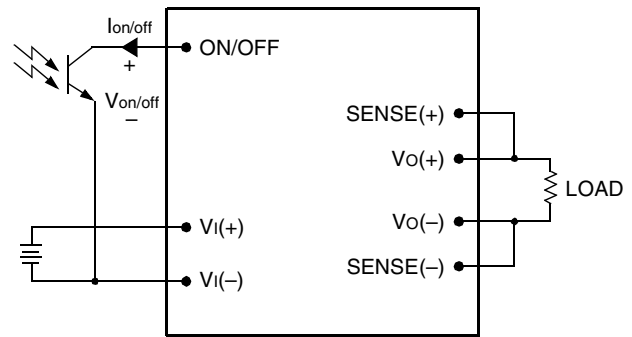 Ion/off
ON/OFF
+
Von/off
–
SENSE(+)
VO(+)
LOAD
VI(+)
VO(–)
VI(–)
SENSE(–)